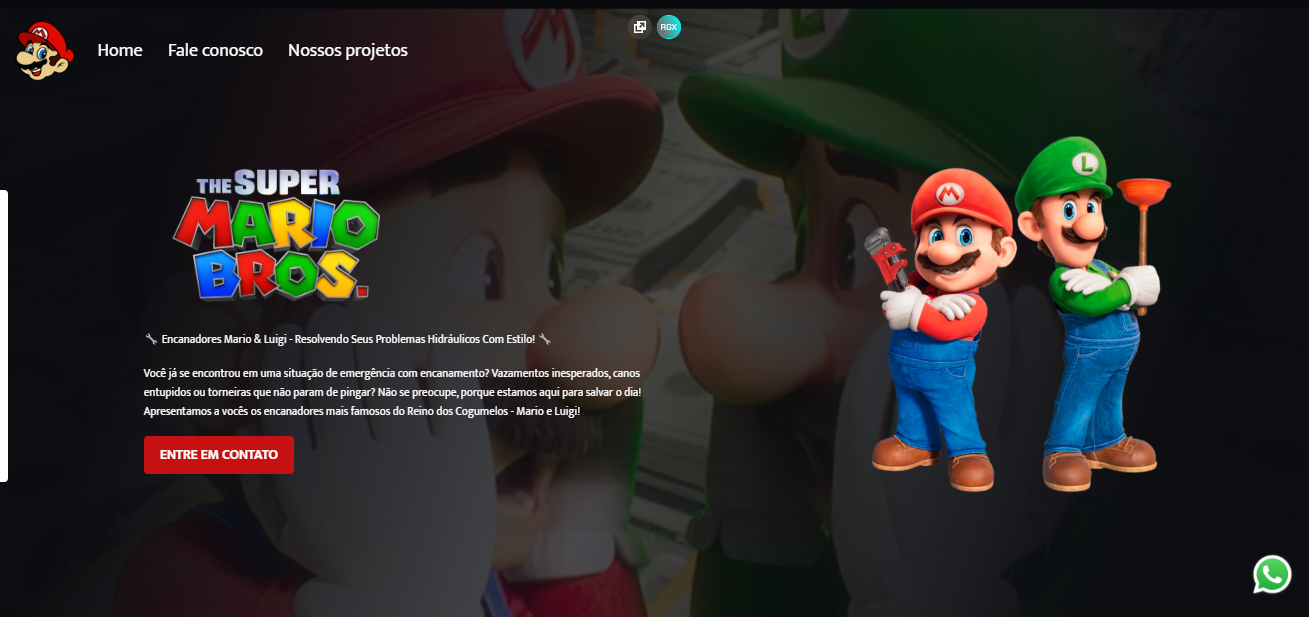 Home Fale conosco Nossos projetos
RGX
THE SUPER
MARIO
BROS.
🔧 Encanadores Mario & Luigi - Resolvendo Seus Problemas Hidráulicos Com Estilo! 🔧
Você já se encontrou em uma situação de emergência com encanamento? Vazamentos inesperados, canos
entupidos ou torneiras que não param de pingar? Não se preocupe, porque estamos aqui para salvar o dia!
Apresentamos a vocês os encanadores mais famosos do Reino dos Cogumelos - Mario e Luigi!
ENTRE EM CONTATO
M
L